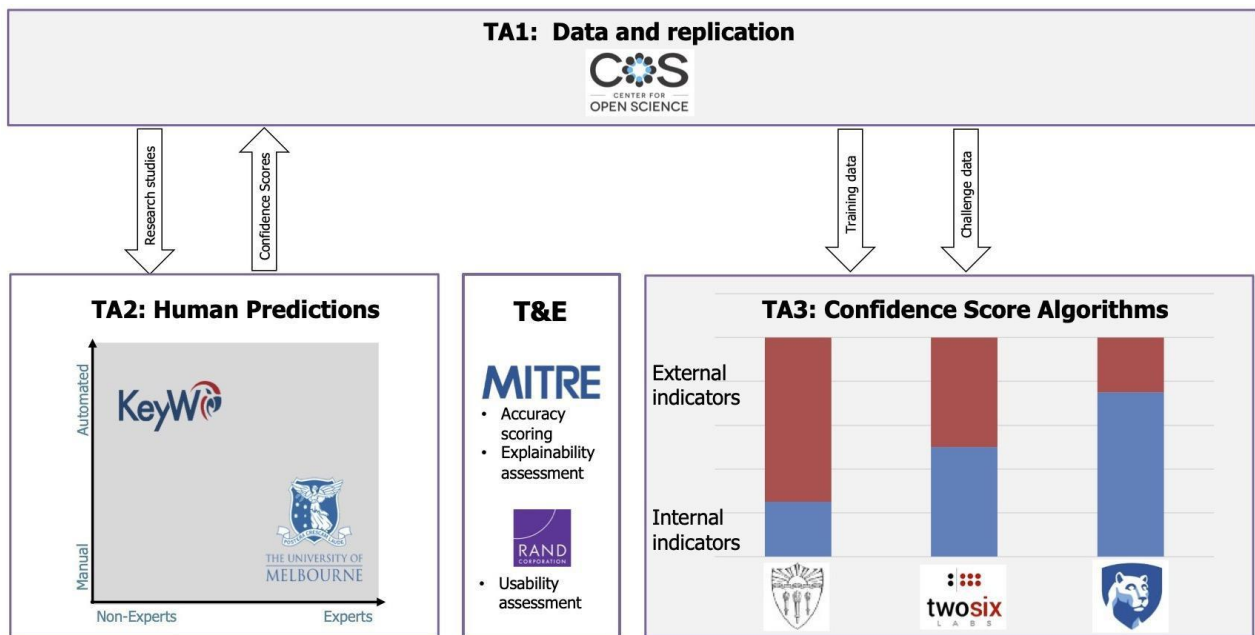 TA1: Data and replication
COS
CENTER FOR
OPEN SCIENCE
Research studies
Confidence Scores
Training data
Challenge data
TA2: Human Predictions
Automated
Manual
KeyW
THE UNIVERSITY OF
MELBOURNE
Non-Experts
Experts
T&E
MITRE
• Accuracy
scoring
• Explainability
assessment
RAND
CORPORATION
• Usability
assessment
TA3: Confidence Score Algorithms
External
indicators
Internal
indicators
twosix
LABS